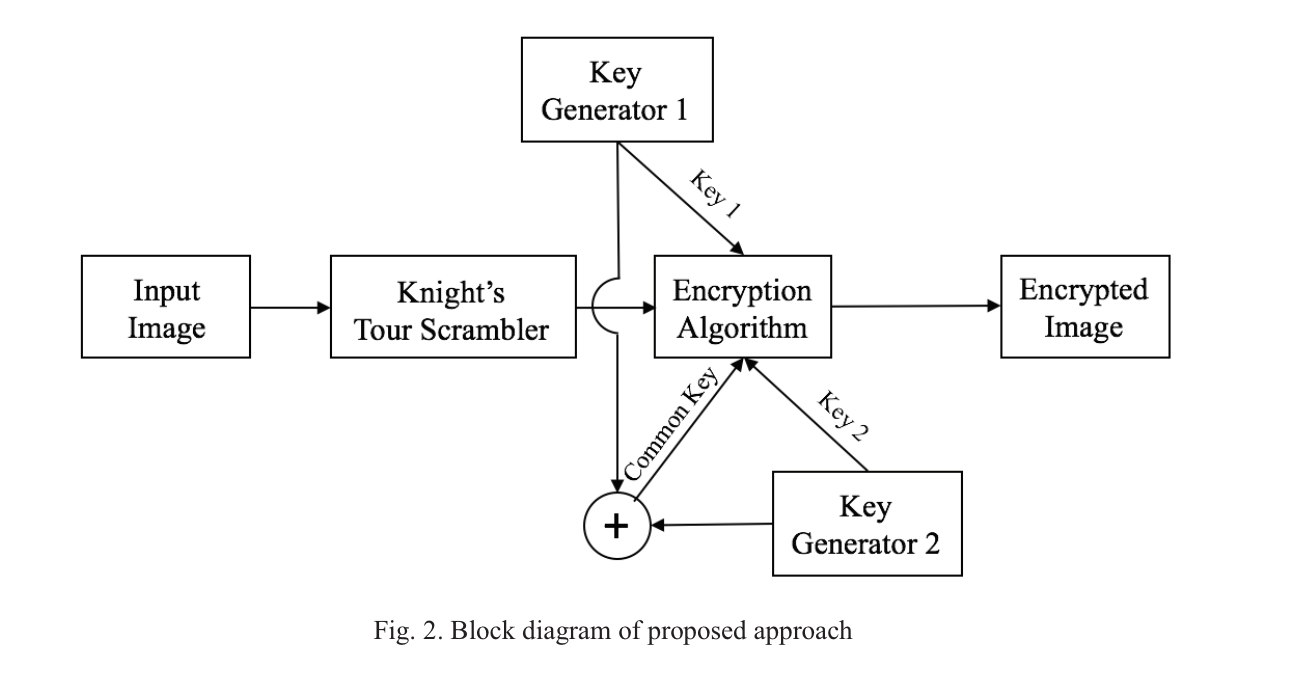 Key
Generator 1
Key 1
Input
Image
Knight’s
Tour Scrambler
Encryption
Algorithm
Encrypted
Image
Common Key
Key 2
+
Key
Generator 2
Fig. 2. Block diagram of proposed approach